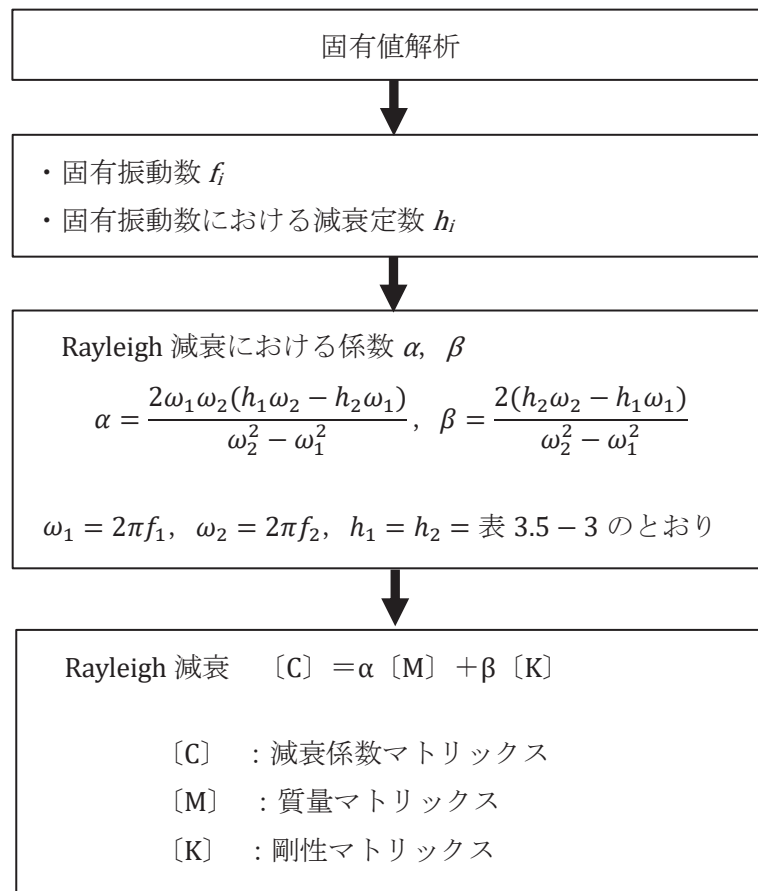 固有値解析
・固有振動数 fᵢ
・固有振動数における減衰定数 hᵢ
Rayleigh 減衰における係数 α, β
α = 2ω₁ω₂(h₁ω₂ − h₂ω₁) / (ω₂² − ω₁²), β = 2(h₂ω₂ − h₁ω₁) / (ω₂² − ω₁²)
ω₁ = 2πf₁, ω₂ = 2πf₂, h₁ = h₂ = 表 3.5 − 3 のとおり
Rayleigh 減衰 〔C〕＝α〔M〕＋β〔K〕
〔C〕 ：減衰係数マトリックス
〔M〕 ：質量マトリックス
〔K〕 ：剛性マトリックス